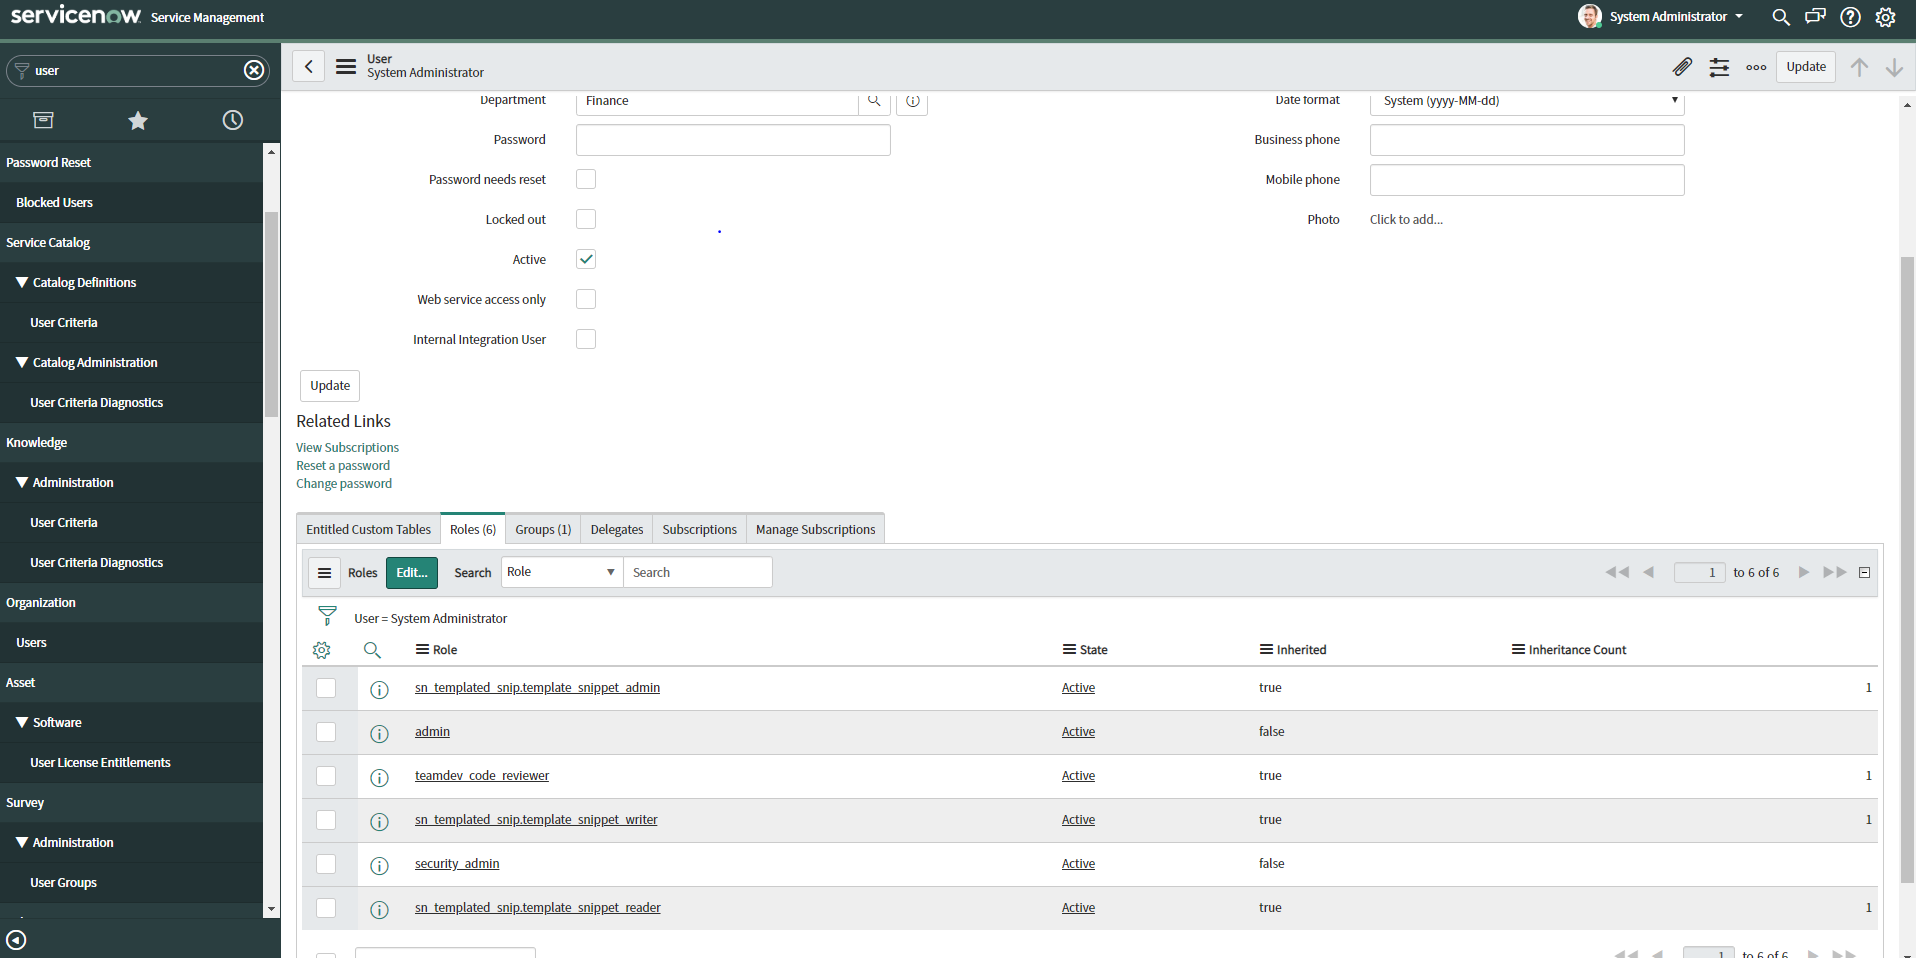 servicenow Service Management
System Administrator
user
Password Reset
Blocked Users
Service Catalog
Catalog Definitions
User Criteria
Catalog Administration
User Criteria Diagnostics
Knowledge
Administration
User Criteria
User Criteria Diagnostics
Organization
Users
Asset
Software
User License Entitlements
Survey
Administration
User Groups
User
System Administrator
Update
Department Finance
Password
Password needs reset
Locked out
Active
Web service access only
Internal Integration User
Date format System (yyyy-MM-dd)
Business phone
Mobile phone
Photo Click to add...
Update
Related Links
View Subscriptions
Reset a password
Change password
Entitled Custom Tables Roles (6) Groups (1) Delegates Subscriptions Manage Subscriptions
Roles Edit... Search Role Search 1 to 6 of 6
User = System Administrator
Role State Inherited Inheritance Count
sn_templated_snip.template_snippet_admin Active true 1
admin Active false
teamdev_code_reviewer Active true 1
sn_templated_snip.template_snippet_writer Active true 1
security_admin Active false
sn_templated_snip.template_snippet_reader Active true 1
1 to 6 of 6